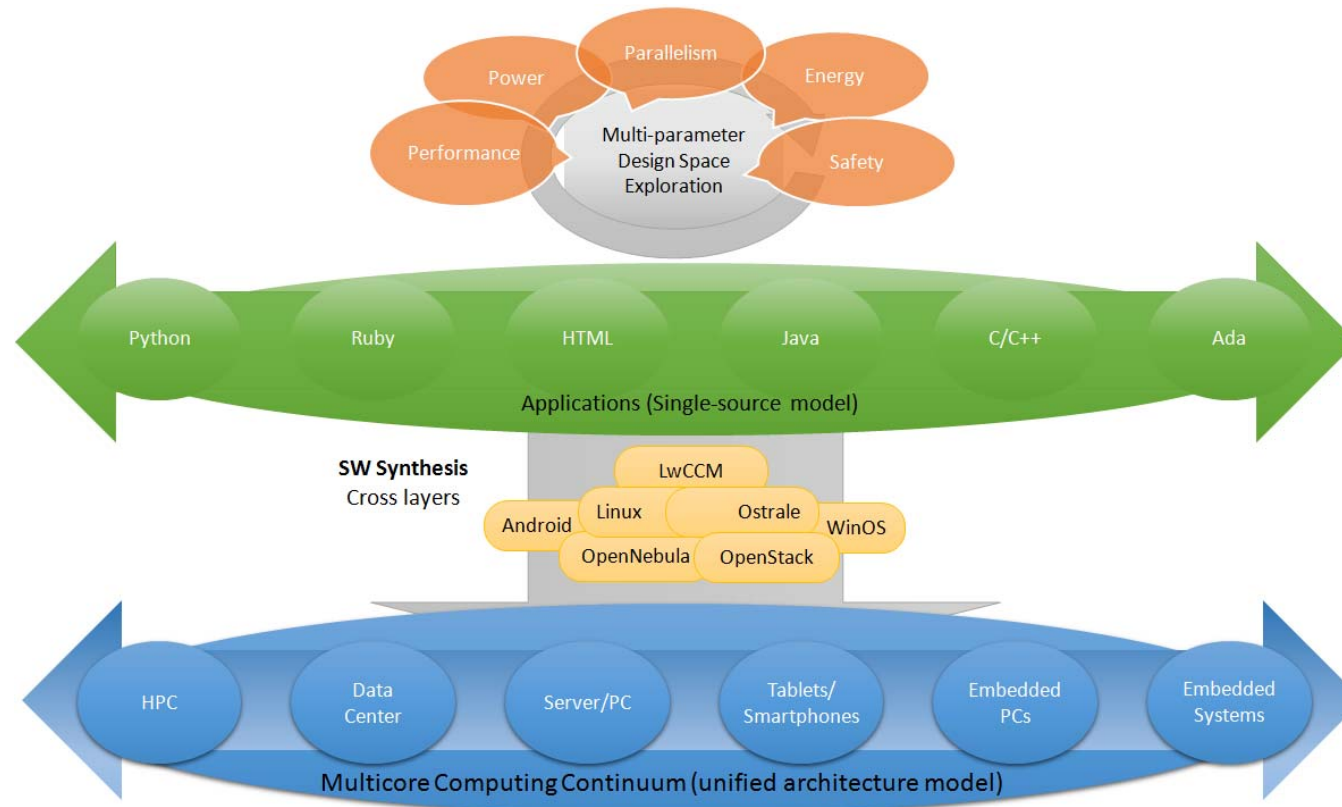 Parallelism
Power
Energy
Performance
Multi-parameter
Design Space
Exploration
Safety
Python
Ruby
HTML
Java
C/C++
Ada
Applications (Single-source model)
SW Synthesis
Cross layers
LwCCM
Android
Linux
Ostrale
WinOS
OpenNebula
OpenStack
HPC
Data
Center
Server/PC
Tablets/
Smartphones
Embedded
PCs
Embedded
Systems
Multicore Computing Continuum (unified architecture model)